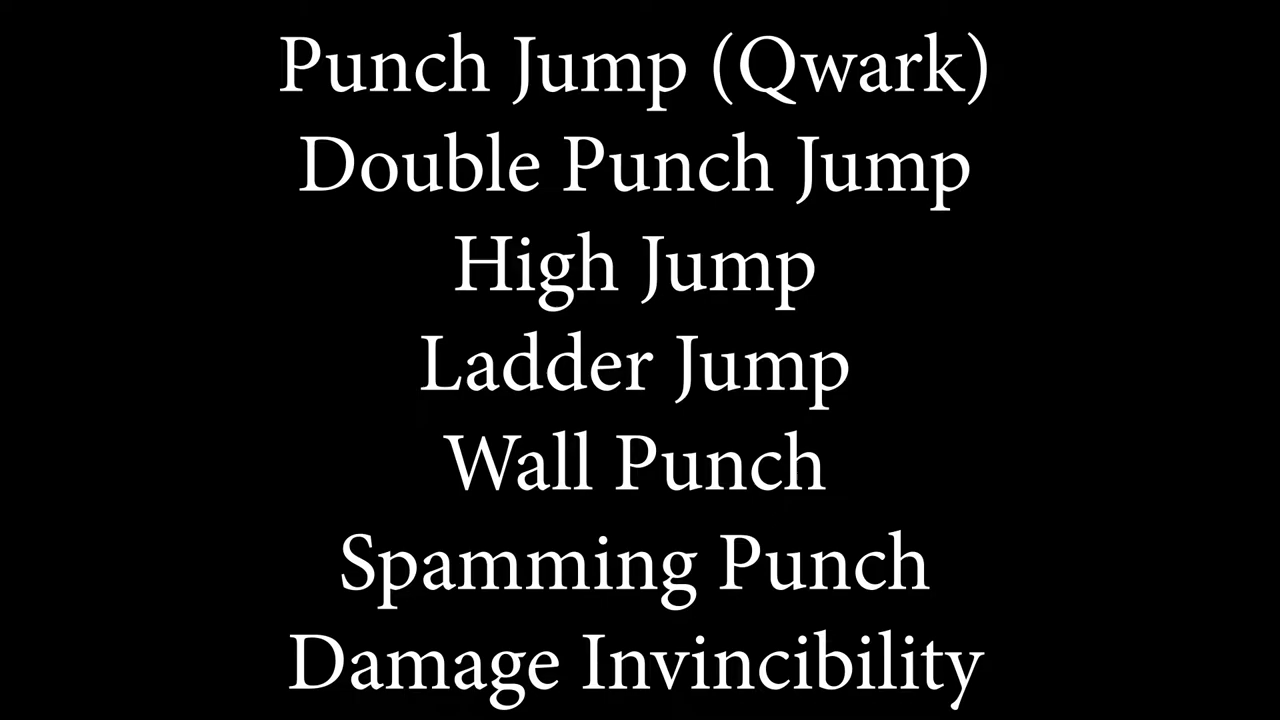 Punch Jump (Qwark)
Double Punch Jump
High Jump
Ladder Jump
Wall Punch
Spamming Punch
Damage Invincibility